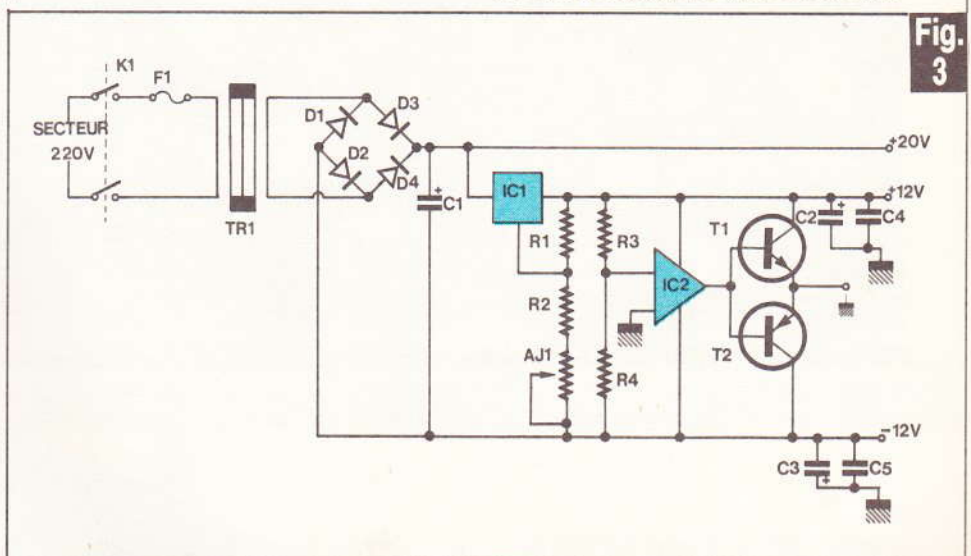 Fig.
3
K1
F1
SECTEUR
220V
TR1
D1
D3
D2
D4
C1
+
IC1
R1
R2
AJ1
R3
R4
IC2
T1
T2
+20V
+12V
C2
+
C4
-12V
C3
+
C5